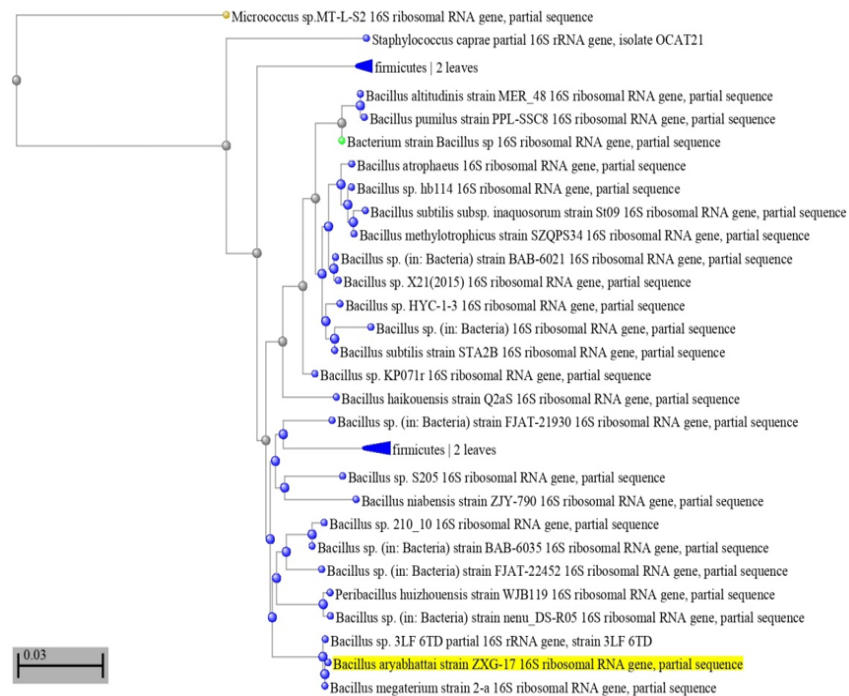 Micrococcus sp.MT-L-S2 16S ribosomal RNA gene, partial sequence
Staphylococcus caprae partial 16S rRNA gene, isolate OCAT21
firmicutes | 2 leaves
Bacillus altitudinis strain MER_48 16S ribosomal RNA gene, partial sequence
Bacillus pumilus strain PPL-SSC8 16S ribosomal RNA gene, partial sequence
Bacterium strain Bacillus sp 16S ribosomal RNA gene, partial sequence
Bacillus atrophaeus 16S ribosomal RNA gene, partial sequence
Bacillus sp. hb114 16S ribosomal RNA gene, partial sequence
Bacillus subtilis subsp. inaquosorum strain St09 16S ribosomal RNA gene, partial sequence
Bacillus methylotrophicus strain SZQPS34 16S ribosomal RNA gene, partial sequence
Bacillus sp. (in: Bacteria) strain BAB-6021 16S ribosomal RNA gene, partial sequence
Bacillus sp. X21(2015) 16S ribosomal RNA gene, partial sequence
Bacillus sp. HYC-1-3 16S ribosomal RNA gene, partial sequence
Bacillus sp. (in: Bacteria) 16S ribosomal RNA gene, partial sequence
Bacillus subtilis strain STA2B 16S ribosomal RNA gene, partial sequence
Bacillus sp. KP071r 16S ribosomal RNA gene, partial sequence
Bacillus haikouensis strain Q2aS 16S ribosomal RNA gene, partial sequence
Bacillus sp. (in: Bacteria) strain FJAT-21930 16S ribosomal RNA gene, partial sequence
firmicutes | 2 leaves
Bacillus sp. S205 16S ribosomal RNA gene, partial sequence
Bacillus niabensis strain ZJY-790 16S ribosomal RNA gene, partial sequence
Bacillus sp. 210_10 16S ribosomal RNA gene, partial sequence
Bacillus sp. (in: Bacteria) strain BAB-6035 16S ribosomal RNA gene, partial sequence
Bacillus sp. (in: Bacteria) strain FJAT-22452 16S ribosomal RNA gene, partial sequence
Peribacillus huizhouensis strain WJB119 16S ribosomal RNA gene, partial sequence
Bacillus sp. (in: Bacteria) strain nenu_DS-R05 16S ribosomal RNA gene, partial sequence
Bacillus sp. 3LF 6TD partial 16S rRNA gene, strain 3LF 6TD
Bacillus aryabhattai strain ZXG-17 16S ribosomal RNA gene, partial sequence
Bacillus megaterium strain 2-a 16S ribosomal RNA gene, partial sequence
0.03